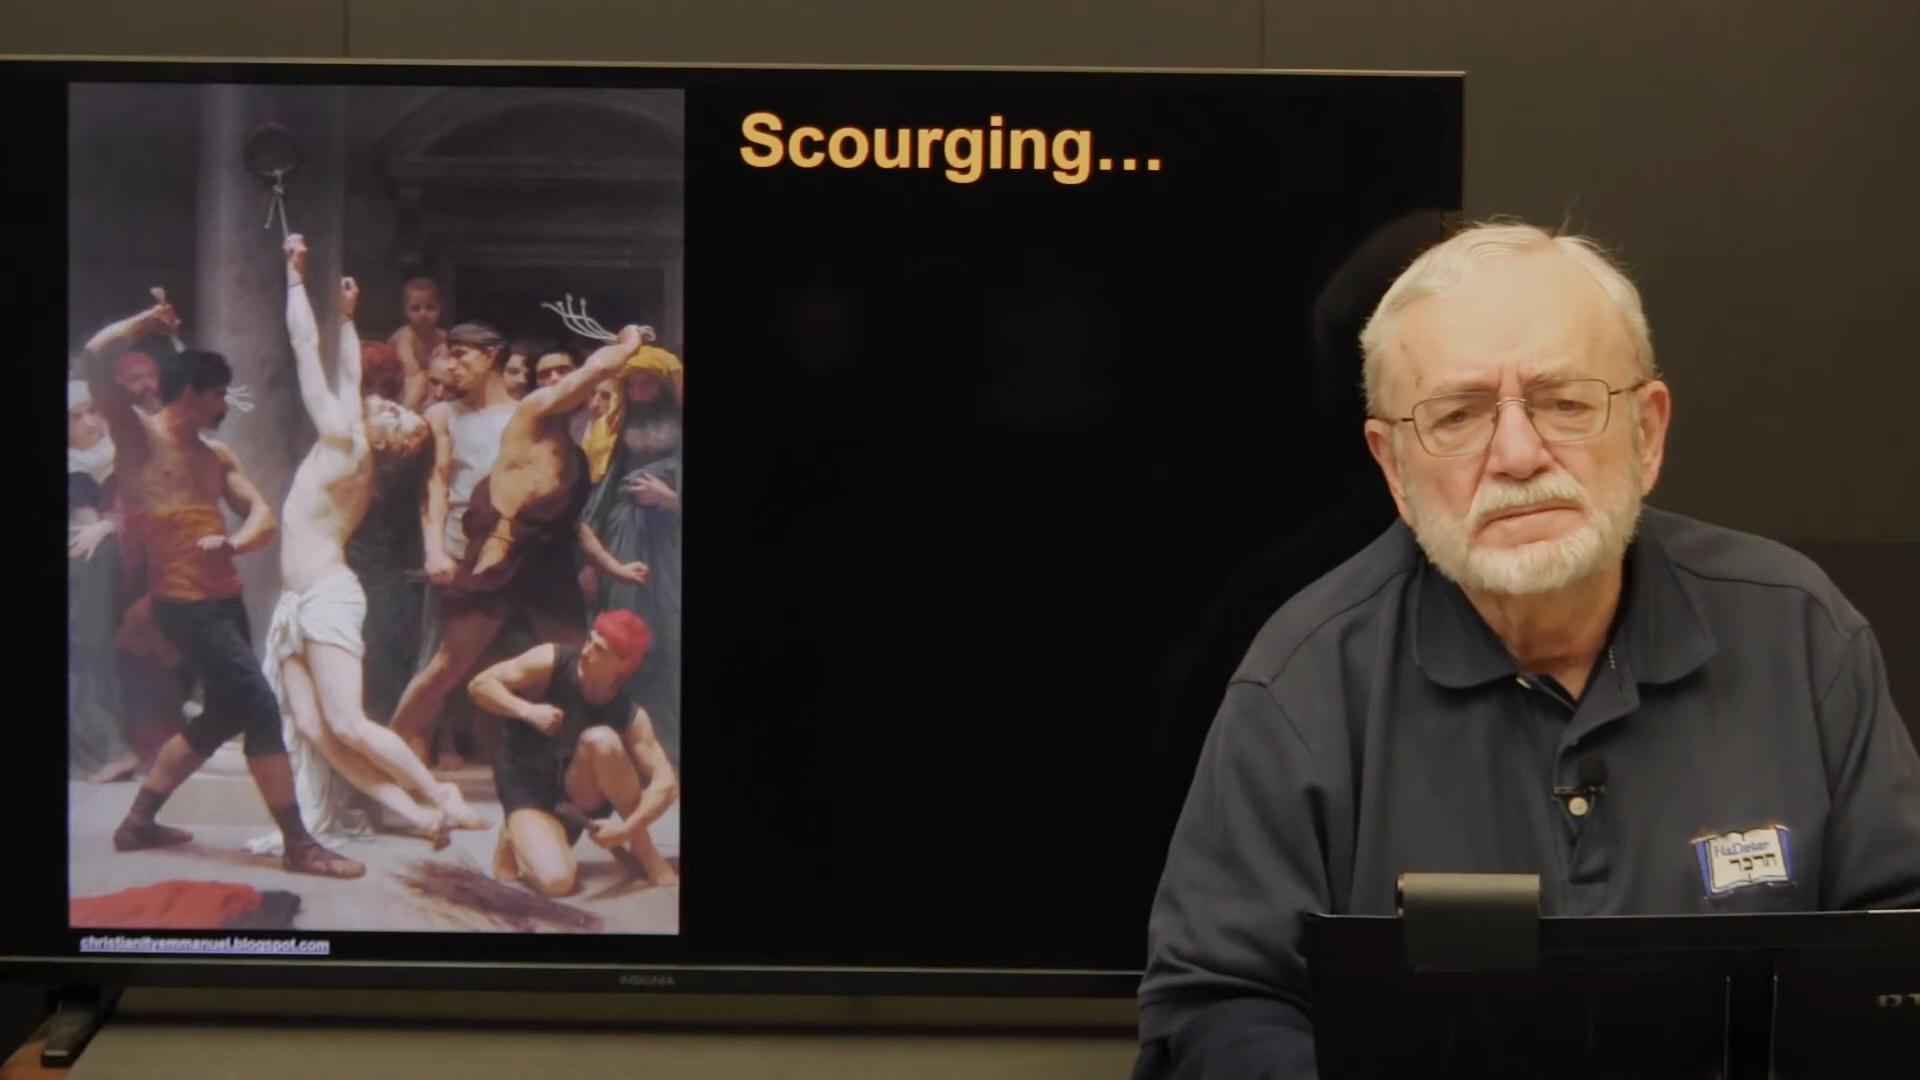 Scourging...
christianityemmanuel.blogspot.com
INSIGNIA
HaDavar
הדבר